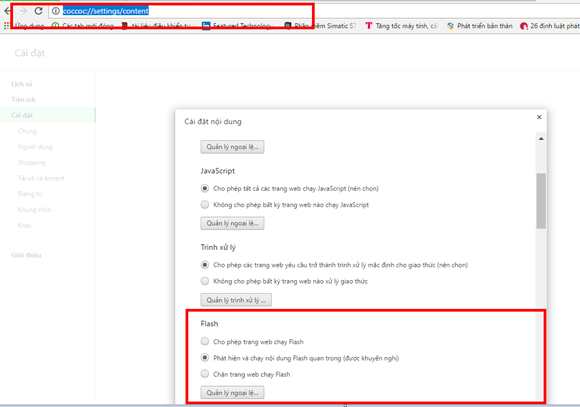 coccoc://settings/content
Ứng dụng Các tab mới đóng tài liệu điều khiển tự Featured Technolog Phần mềm Simatic S7 Tăng tốc máy tính, cá Phát triển bản thân 26 định luật phát
Cài đặt
Lịch sử
Tiện ích
Cài đặt
Chung
Người dùng
Shopping
Tải về và torrent
Riêng tư
Khung nhìn
Khác
Giới thiệu
Cài đặt nội dung
Quản lý ngoại lệ...
JavaScript
Cho phép tất cả các trang web chạy JavaScript (nên chọn)
Không cho phép bất kỳ trang web nào chạy JavaScript
Quản lý ngoại lệ...
Trình xử lý
Cho phép các trang web yêu cầu trở thành trình xử lý mặc định cho giao thức (nên chọn)
Không cho phép bất kỳ trang web nào xử lý giao thức
Quản lý trình xử lý ...
Flash
Cho phép trang web chạy Flash
Phát hiện và chạy nội dung Flash quan trọng (được khuyến nghị)
Chặn trang web chạy Flash
Quản lý ngoại lệ...